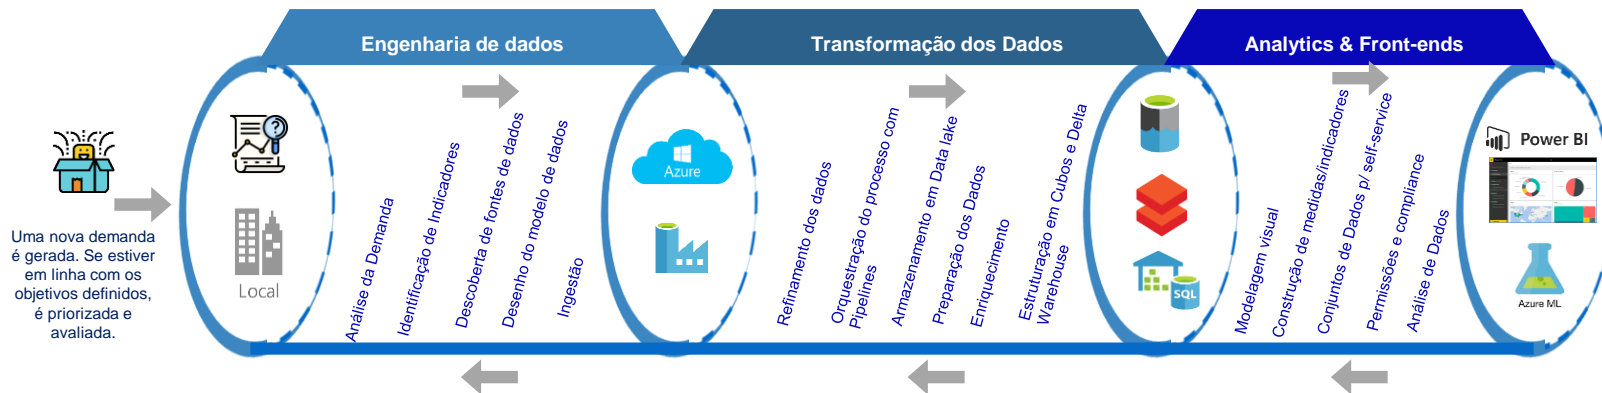 Engenharia de dados
Transformação dos Dados
Analytics & Front-ends
Uma nova demanda
é gerada. Se estiver
em linha com os
objetivos definidos,
é priorizada e
avaliada.
Local
Análise da Demanda
Identificação de Indicadores
Descoberta de fontes de dados
Desenho do modelo de dados
Ingestão
Azure
Refinamento dos dados
Orquestração do processo com
Pipelines
Armazenamento em Data lake
Preparação dos Dados
Enriquecimento
Estruturação em Cubos e Delta
Warehouse
SQL
Modelagem visual
Construção de medidas/indicadores
Conjuntos de Dados p/ self-service
Permissões e compliance
Análise de Dados
Power BI
Azure ML